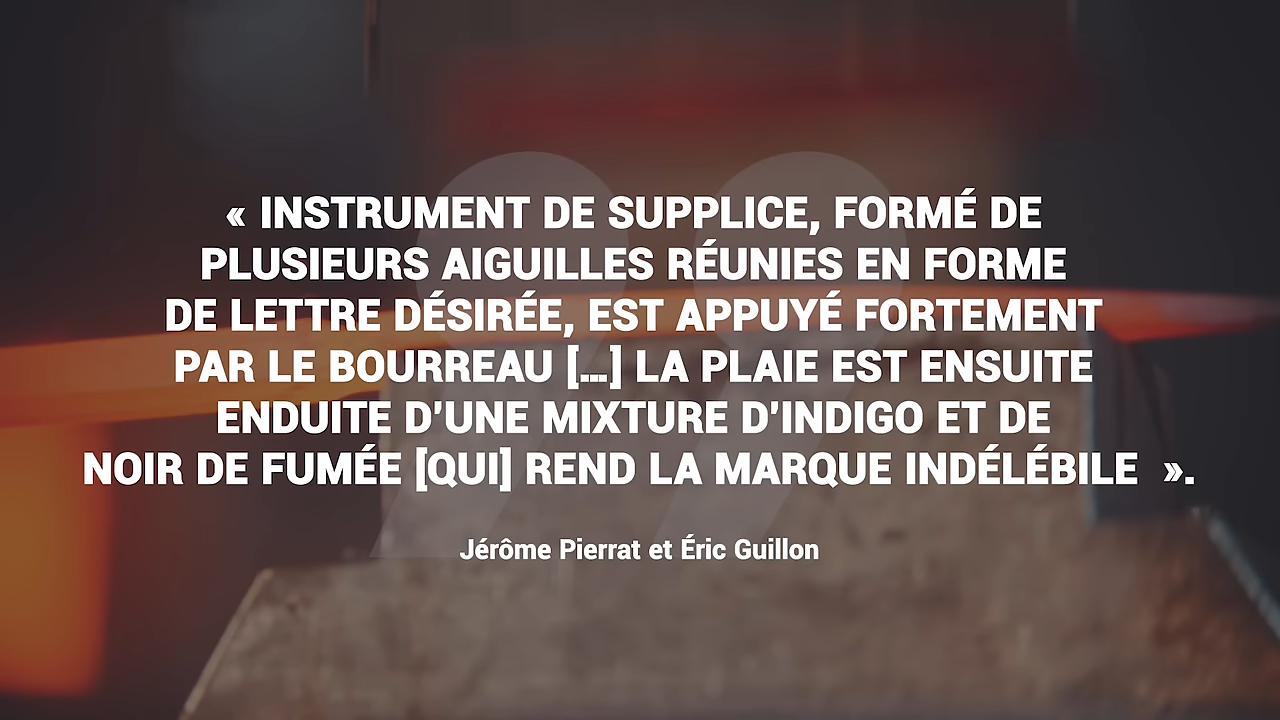 « INSTRUMENT DE SUPPLICE, FORMÉ DE
PLUSIEURS AIGUILLES RÉUNIES EN FORME
DE LETTRE DÉSIRÉE, EST APPUYÉ FORTEMENT
PAR LE BOURREAU [...] LA PLAIE EST ENSUITE
ENDUITE D'UNE MIXTURE D'INDIGO ET DE
NOIR DE FUMÉE [QUI] REND LA MARQUE INDÉLÉBILE ».
Jérôme Pierrat et Éric Guillon